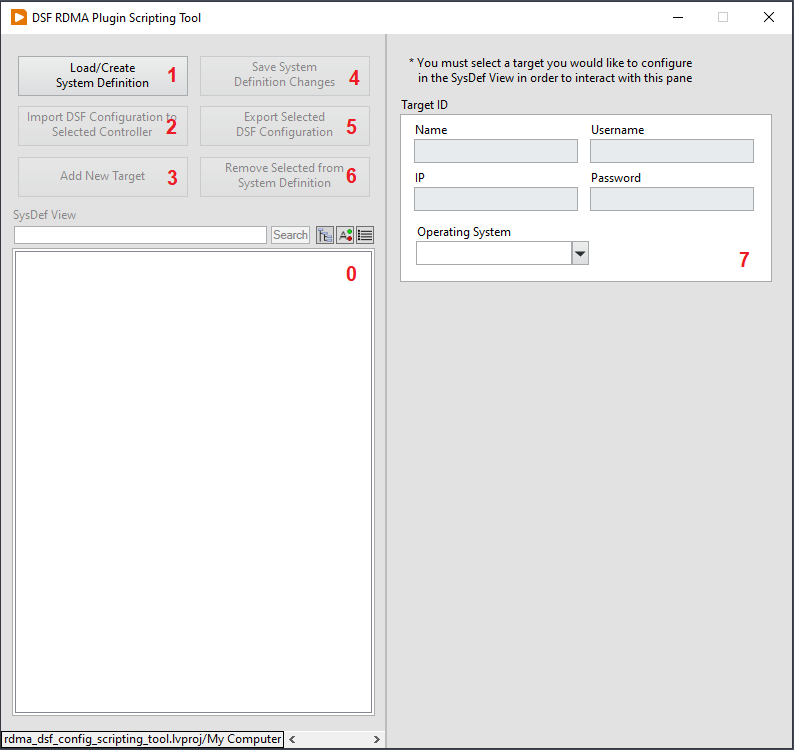 DSF RDMA Plugin Scripting Tool
Load/Create
System Definition
1
Save System
Definition Changes
4
Import DSF Configuration to
Selected Controller
2
Export Selected
DSF Configuration
5
Add New Target
3
Remove Selected from
System Definition
6
SysDef View
Search
A
0
* You must select a target you would like to configure
in the SysDef View in order to interact with this pane
Target ID
Name
Username
IP
Password
Operating System
7
rdma_dsf_config_scripting_tool.lvproj/My Computer